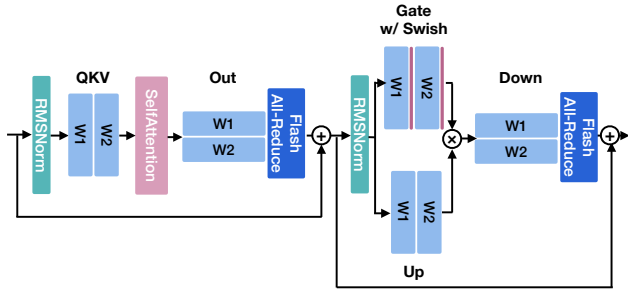 RMSNorm
QKV
W1
W2
SelfAttention
Out
W1
W2
Flash
All-Reduce
+
RMSNorm
Gate
w/ Swish
W1
W2
Up
W1
W2
×
Down
W1
W2
Flash
All-Reduce
+